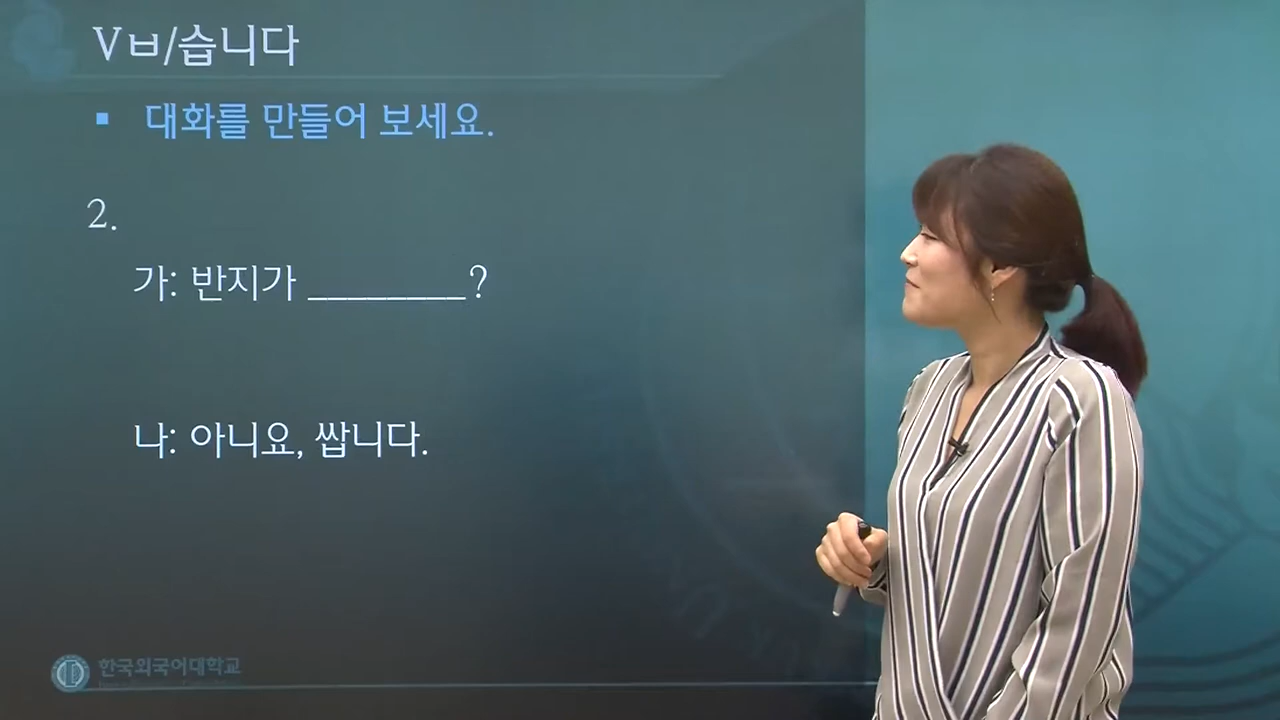 Vㅂ/습니다
▪ 대화를 만들어 보세요.
2.
가: 반지가 ________?
나: 아니요, 쌉니다.
한국외국어대학교